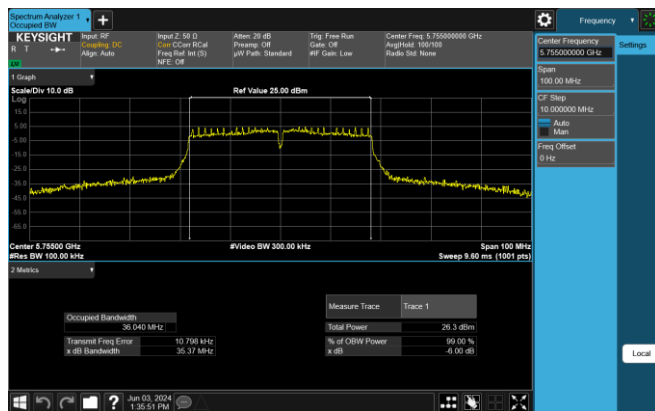 Spectrum Analyzer 1
Occupied BW
Frequency
KEYSIGHT
R T
Input: RF
Coupling: DC
Align: Auto
Input Z: 50 Ω
Corr CCorr RCal
Freq Ref: Int (S)
NFE: Off
Atten: 20 dB
Preamp: Off
µW Path: Standard
Trig: Free Run
Gate: Off
#IF Gain: Low
Center Freq: 5.755000000 GHz
Avg|Hold: 100/100
Radio Std: None
Center Frequency
5.755000000 GHz
Settings
Span
100.00 MHz
CF Step
10.000000 MHz
Auto
Man
Freq Offset
0 Hz
1 Graph
Scale/Div 10.0 dB
Ref Value 25.00 dBm
Log
15.0
5.00
-5.00
-15.0
-25.0
-35.0
-45.0
-55.0
-65.0
Center 5.75500 GHz
#Video BW 300.00 kHz
Span 100 MHz
#Res BW 100.00 kHz
Sweep 9.60 ms (1001 pts)
2 Metrics
Measure Trace
Trace 1
Occupied Bandwidth
36.040 MHz
Total Power
26.3 dBm
Transmit Freq Error
10.798 kHz
% of OBW Power
99.00 %
x dB Bandwidth
35.37 MHz
x dB
-6.00 dB
Local
Jun 03, 2024
1:35:51 PM